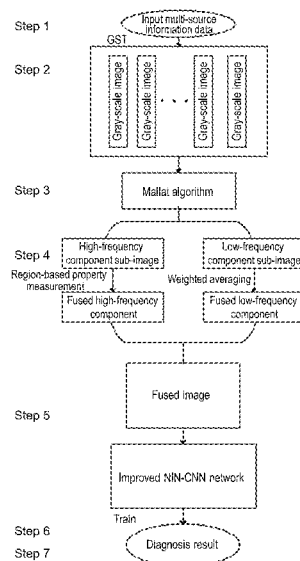 Step 1
Input multi-source
information data
GST
Step 2
Gray-scale image
Gray-scale image
Gray-scale image
Gray-scale image
Step 3
Mallat algorithm
Step 4
High-frequency
component sub-image
Low-frequency
component sub-image
Region-based property
measurement
Weighted averaging
Fused high-frequency
component
Fused low-frequency
component
Fused image
Step 5
Improved NIN-CNN network
Train
Step 6
Diagnosis result
Step 7